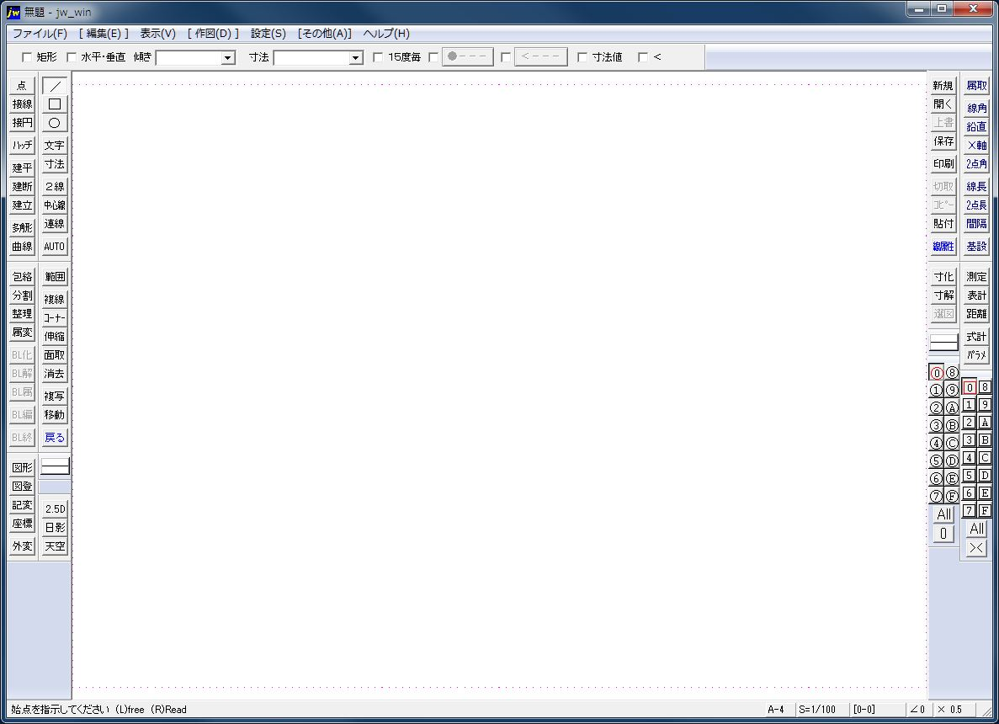 jw 無題 - jw_win
ファイル(F) [ 編集(E) ] 表示(V) [ 作図(D) ] 設定(S) [その他(A)] ヘルプ(H)
矩形 水平・垂直 傾き 寸法 15度毎 ●--- <--- 寸法値 <
点 ／
接線 □
接円 ○
ﾊｯﾁ 文字
建平 寸法
建断 2線
建立 中心線
多角形 連線
曲線 AUTO
包絡 範囲
分割 複線
整理 ｺｰﾅｰ
属変 伸縮
BL化 面取
BL解 消去
BL属 複写
BL編 移動
BL終 戻る
図形
図登
記変 2.5D
座標 日影
外変 天空
新規 属取
開く 線角
上書 鉛直
保存 X軸
印刷 2点角
切取 線長
ｺﾋﾟｰ 2点長
貼付 間隔
線属性 基設
寸化 測定
寸解 表計
選図 距離
式計
ﾊﾟﾗﾒ
⓪ ⑧ 0 8
① ⑨ 1 9
② Ⓐ 2 A
③ Ⓑ 3 B
④ Ⓒ 4 C
⑤ Ⓓ 5 D
⑥ Ⓔ 6 E
⑦ Ⓕ 7 F
All All
0 ×
始点を指示してください (L)free (R)Read A-4 S=1/100 [0-0] ∠0 × 0.5